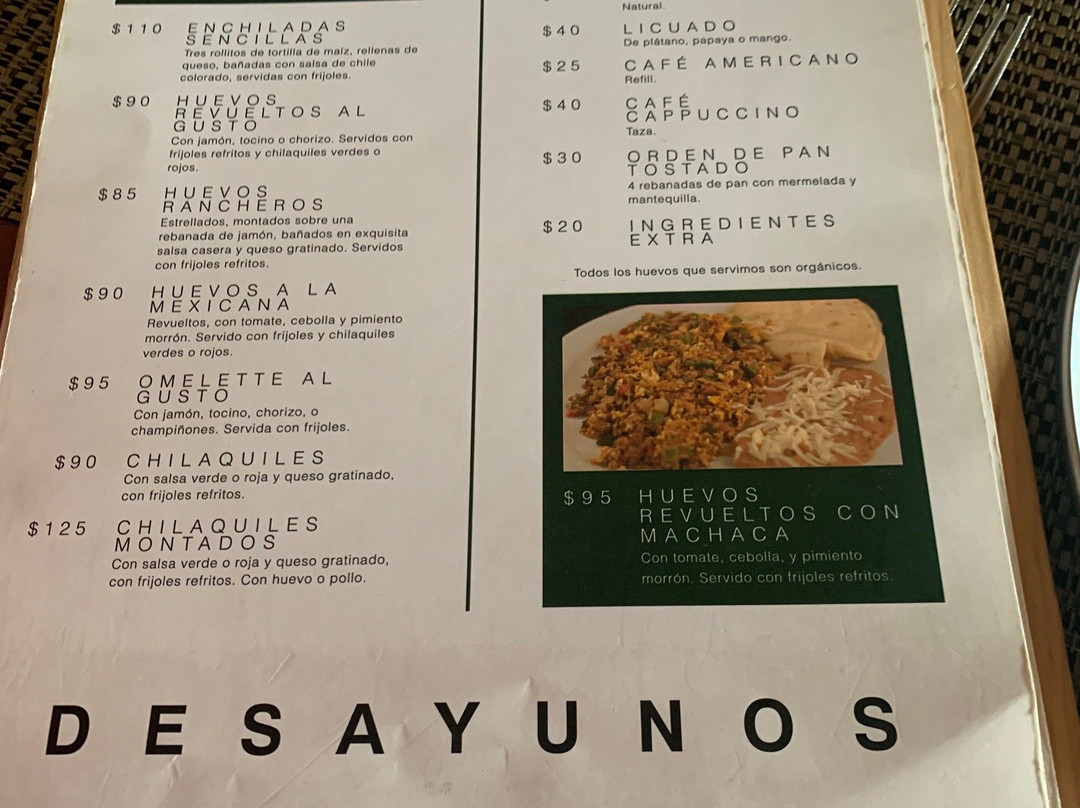 $110 ENCHILADAS
SENCILLAS
Tres rollitos de tortilla de maíz, rellenas de
queso, bañadas con salsa de chile
colorado, servidas con frijoles.
$90 HUEVOS
REVUELTOS AL
GUSTO
Con jamón, tocino o chorizo. Servidos con
frijoles refritos y chilaquiles verdes o
rojos.
$85 HUEVOS
RANCHEROS
Estrellados, montados sobre una
rebanada de jamón, bañados en exquisita
salsa casera y queso gratinado. Servidos
con frijoles refritos.
$90 HUEVOS A LA
MEXICANA
Revueltos, con tomate, cebolla y pimiento
morrón. Servido con frijoles y chilaquiles
verdes o rojos.
$95 OMELETTE AL
GUSTO
Con jamón, tocino, chorizo, o
champiñones. Servida con frijoles.
$90 CHILAQUILES
Con salsa verde o roja y queso gratinado,
con frijoles refritos.
$125 CHILAQUILES
MONTADOS
Con salsa verde o roja y queso gratinado,
con frijoles refritos. Con huevo o pollo.
Natural.
$40 LICUADO
De plátano, papaya o mango.
$25 CAFÉ AMERICANO
Refill.
$40 CAFÉ
CAPPUCCINO
Taza.
$30 ORDEN DE PAN
TOSTADO
4 rebanadas de pan con mermelada y
mantequilla.
$20 INGREDIENTES
EXTRA
Todos los huevos que servimos son orgánicos.
$95 HUEVOS
REVUELTOS CON
MACHACA
Con tomate, cebolla, y pimiento
morrón. Servido con frijoles refritos.
DESAYUNOS